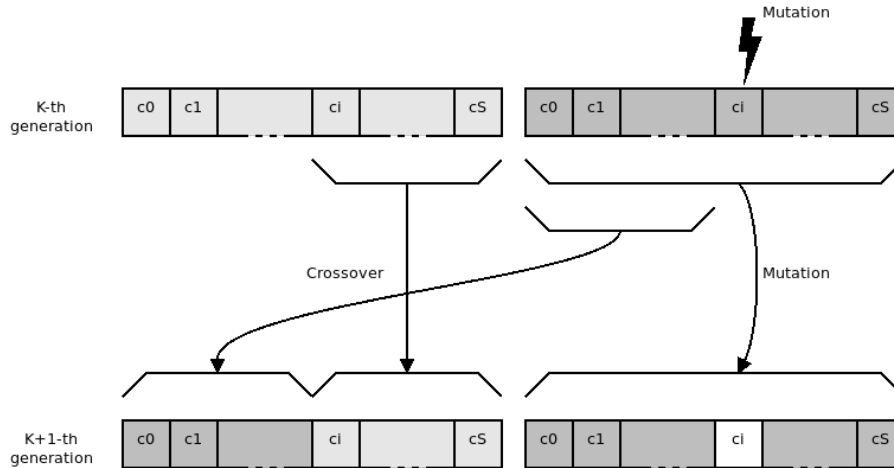 Mutation
K-th
generation
c0 c1 ci cS c0 c1 ci cS
Crossover Mutation
K+1-th
generation
c0 c1 ci cS c0 c1 ci cS